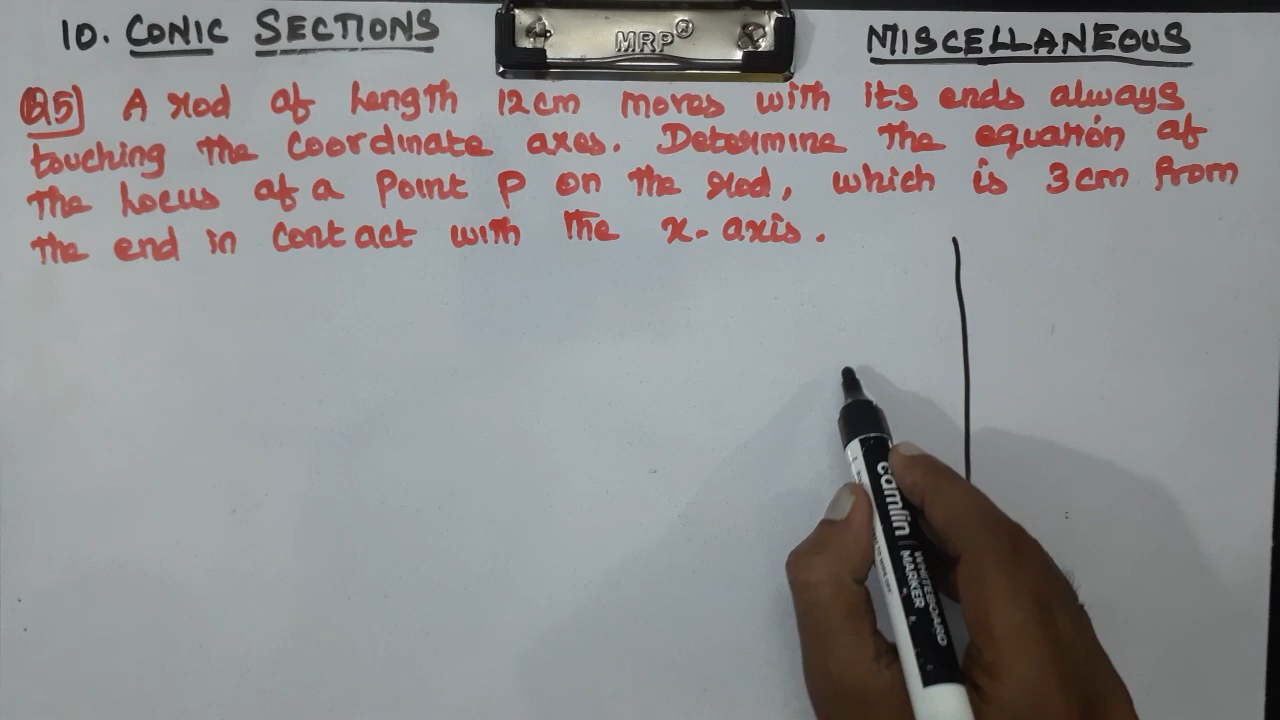 10. CONIC SECTIONS
MRP®
MISCELLANEOUS
Q5] A rod of length 12cm moves with its ends always
touching the coordinate axes. Determine the equation of
the locus of a point P on the rod, which is 3cm from
the end in contact with the x-axis.
camlin
WHITEBOARD
MARKER